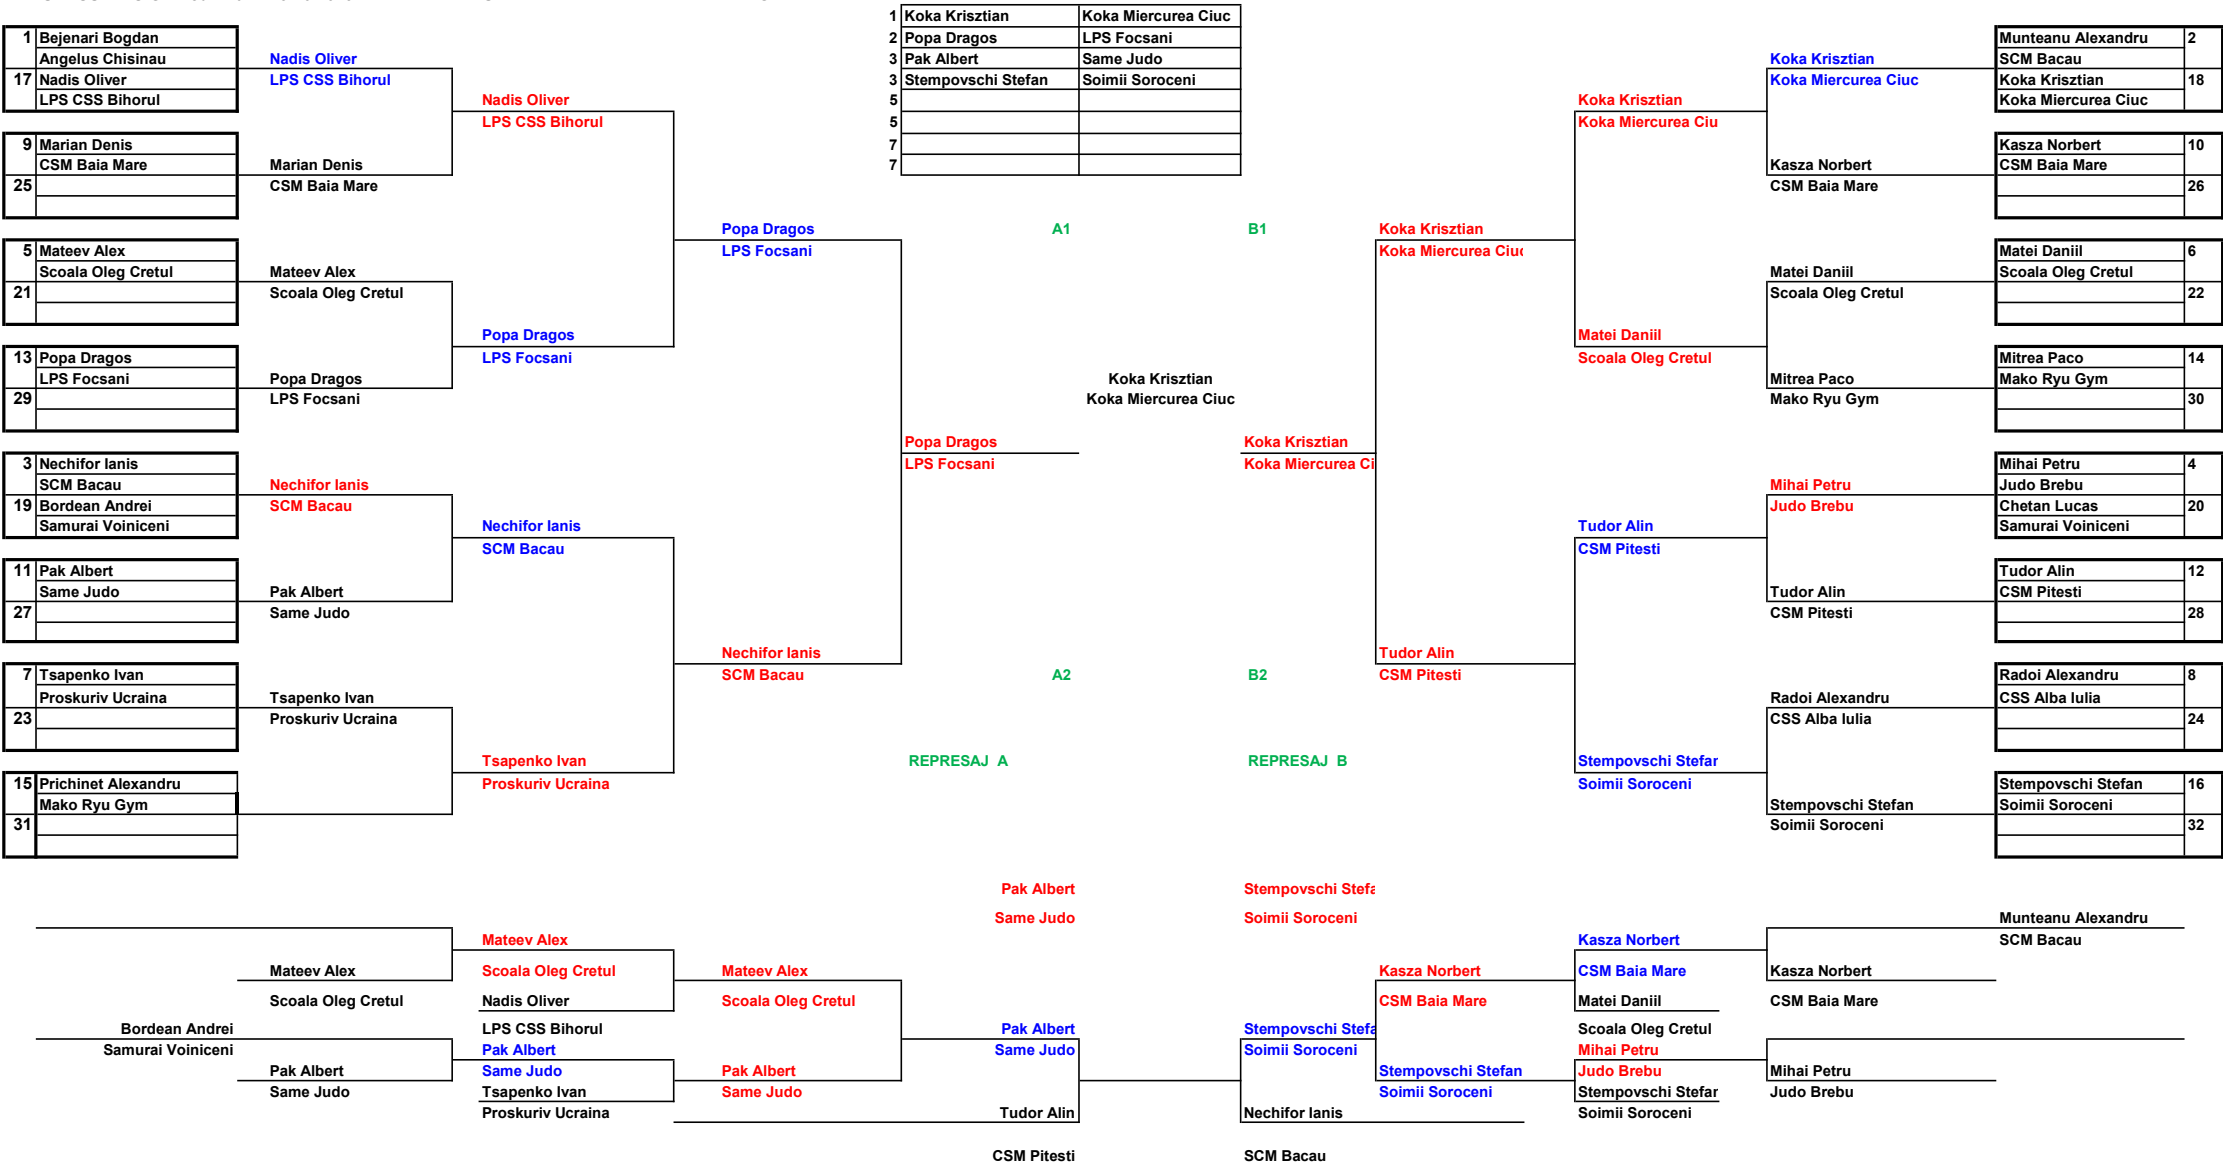 1 Koka Krisztian Koka Miercurea Ciuc
2 Popa Dragos LPS Focsani
3 Pak Albert Same Judo
3 Stempovschi Stefan Soimii Soroceni
5
5
7
7
1 Bejenari Bogdan
Angelus Chisinau
17 Nadis Oliver
LPS CSS Bihorul
9 Marian Denis
CSM Baia Mare
25
5 Mateev Alex
Scoala Oleg Cretul
21
13 Popa Dragos
LPS Focsani
29
3 Nechifor Ianis
SCM Bacau
19 Bordean Andrei
Samurai Voiniceni
11 Pak Albert
Same Judo
27
7 Tsapenko Ivan
Proskuriv Ucraina
23
15 Prichinet Alexandru
Mako Ryu Gym
31
Nadis Oliver
LPS CSS Bihorul
Marian Denis
CSM Baia Mare
Mateev Alex
Scoala Oleg Cretul
Popa Dragos
LPS Focsani
Nechifor Ianis
SCM Bacau
Pak Albert
Same Judo
Tsapenko Ivan
Proskuriv Ucraina
Nadis Oliver
LPS CSS Bihorul
Popa Dragos
LPS Focsani
Nechifor Ianis
SCM Bacau
Tsapenko Ivan
Proskuriv Ucraina
Popa Dragos
LPS Focsani
Nechifor Ianis
SCM Bacau
Popa Dragos
LPS Focsani
A1 B1
Koka Krisztian
Koka Miercurea Ciuc
A2 B2
REPRESAJ A REPRESAJ B
Koka Krisztian
Koka Miercurea Ci
Koka Krisztian
Koka Miercurea Ciuc
Tudor Alin
CSM Pitesti
Koka Krisztian
Koka Miercurea Ciu
Matei Daniil
Scoala Oleg Cretul
Tudor Alin
CSM Pitesti
Stempovschi Stefan
Soimii Soroceni
Koka Krisztian
Koka Miercurea Ciuc
Kasza Norbert
CSM Baia Mare
Matei Daniil
Scoala Oleg Cretul
Mitrea Paco
Mako Ryu Gym
Mihai Petru
Judo Brebu
Tudor Alin
CSM Pitesti
Radoi Alexandru
CSS Alba Iulia
Stempovschi Stefan
Soimii Soroceni
Munteanu Alexandru 2
SCM Bacau
Koka Krisztian 18
Koka Miercurea Ciuc
Kasza Norbert 10
CSM Baia Mare
26
Matei Daniil 6
Scoala Oleg Cretul
22
Mitrea Paco 14
Mako Ryu Gym
30
Mihai Petru 4
Judo Brebu
Chetan Lucas 20
Samurai Voiniceni
Tudor Alin 12
CSM Pitesti
28
Radoi Alexandru 8
CSS Alba Iulia
24
Stempovschi Stefan 16
Soimii Soroceni
32
Pak Albert
Same Judo
Stempovschi Stefa
Soimii Soroceni
Bordean Andrei
Samurai Voiniceni
Mateev Alex
Scoala Oleg Cretul
Pak Albert
Same Judo
Mateev Alex
Scoala Oleg Cretul
Nadis Oliver
LPS CSS Bihorul
Pak Albert
Same Judo
Tsapenko Ivan
Proskuriv Ucraina
Mateev Alex
Scoala Oleg Cretul
Pak Albert
Same Judo
Pak Albert
Same Judo
Tudor Alin
CSM Pitesti
Stempovschi Stefa
Soimii Soroceni
Nechifor Ianis
SCM Bacau
Kasza Norbert
CSM Baia Mare
Stempovschi Stefan
Soimii Soroceni
Kasza Norbert
CSM Baia Mare
Matei Daniil
Scoala Oleg Cretul
Mihai Petru
Judo Brebu
Stempovschi Stefan
Soimii Soroceni
Kasza Norbert
CSM Baia Mare
Mihai Petru
Judo Brebu
Munteanu Alexandru
SCM Bacau